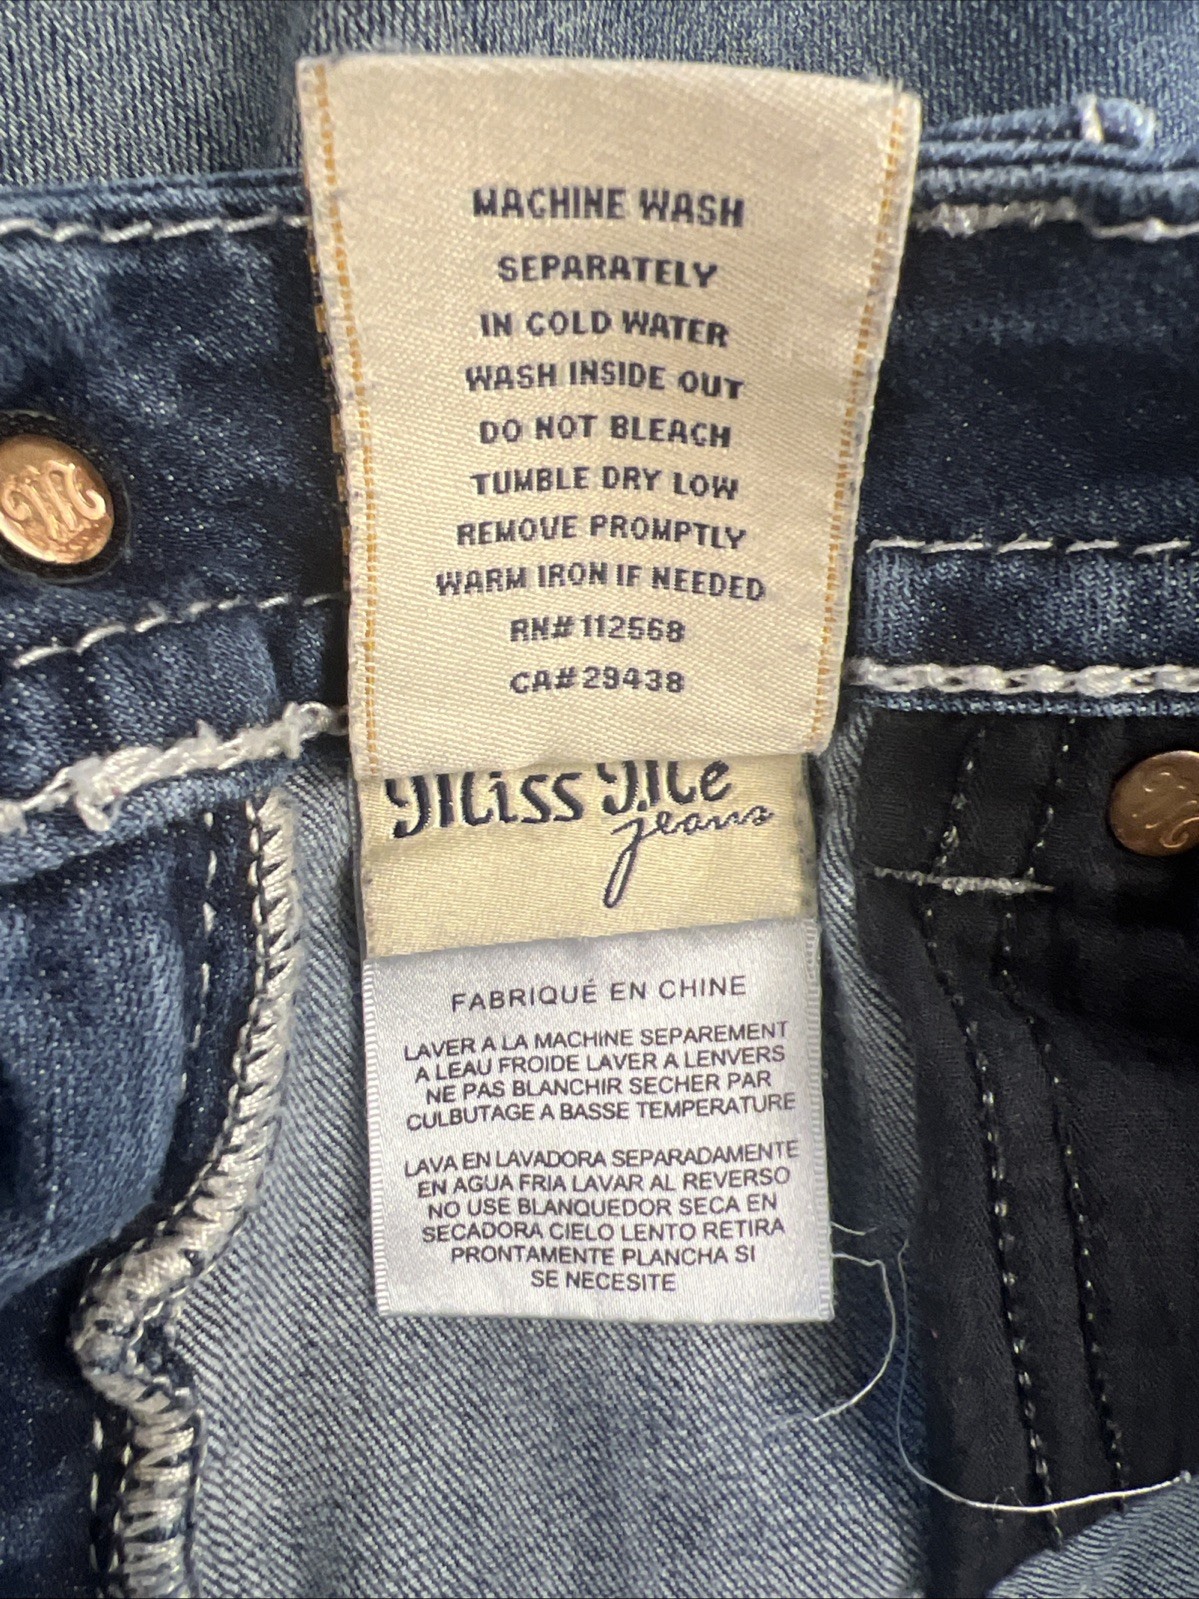 MACHINE WASH
SEPARATELY
IN COLD WATER
WASH INSIDE OUT
DO NOT BLEACH
TUMBLE DRY LOW
REMOVE PROMPTLY
WARM IRON IF NEEDED
RN# 112568
CA# 29438
Miss Me
jeans
FABRIQUÉ EN CHINE
LAVER A LA MACHINE SEPAREMENT
A LEAU FROIDE LAVER A LENVERS
NE PAS BLANCHIR SECHER PAR
CULBUTAGE A BASSE TEMPERATURE
LAVA EN LAVADORA SEPARADAMENTE
EN AGUA FRIA LAVAR AL REVERSO
NO USE BLANQUEDOR SECA EN
SECADORA CIELO LENTO RETIRA
PRONTAMENTE PLANCHA SI
SE NECESITE